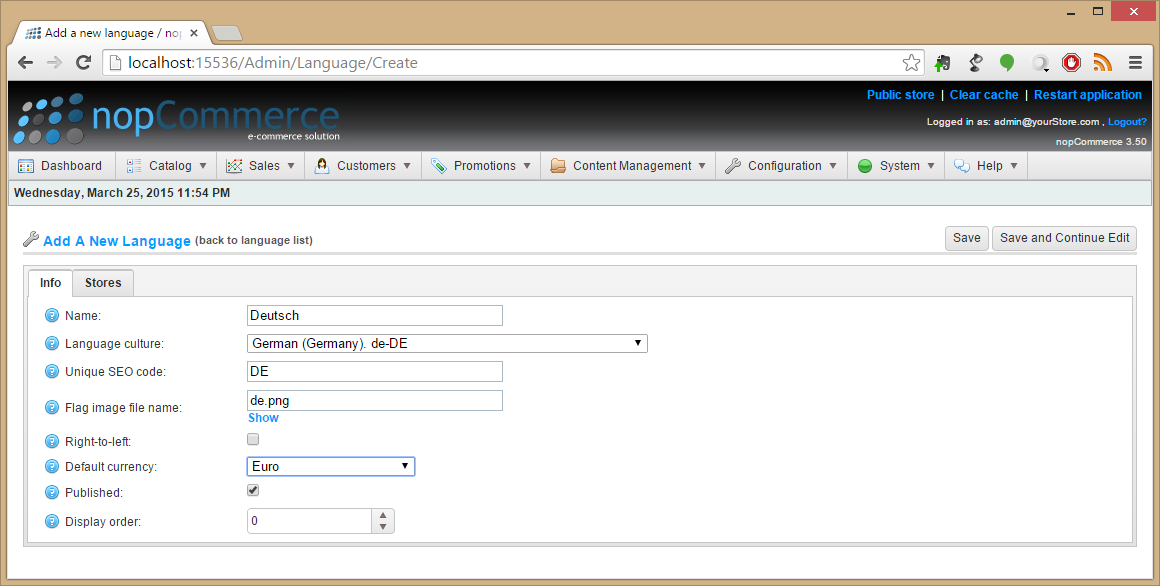 Add a new language / nop
localhost:15536/Admin/Language/Create
nopCommerce
e-commerce solution
Public store | Clear cache | Restart application
Logged in as: admin@yourStore.com , Logout?
nopCommerce 3.50
Dashboard Catalog Sales Customers Promotions Content Management Configuration System Help
Wednesday, March 25, 2015 11:54 PM
Add A New Language (back to language list) Save Save and Continue Edit
Info Stores
Name: Deutsch
Language culture: German (Germany). de-DE
Unique SEO code: DE
Flag image file name: de.png
Show
Right-to-left:
Default currency: Euro
Published:
Display order: 0